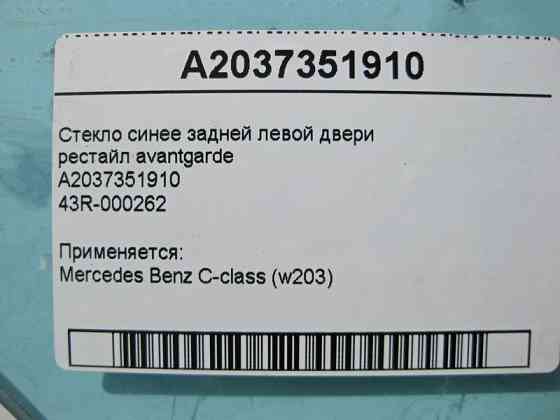 A2037351910
Стекло синее задней левой двери
рестайл avantgarde
A2037351910
43R-000262
Применяется:
Mercedes Benz C-class (w203)